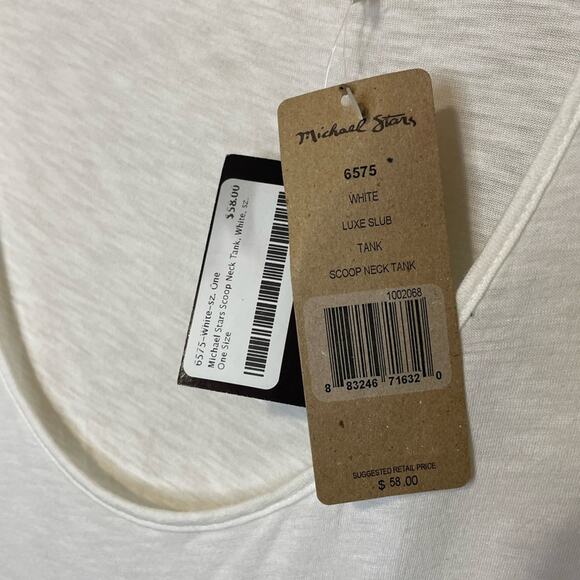 Michael Stars
6575
WHITE
LUXE SLUB
TANK
SCOOP NECK TANK
1002068
8 83246 71632 0
SUGGESTED RETAIL PRICE
$ 58.00
$58.00
6575-White-sz. One
Michael Stars Scoop Neck Tank, White, sz.
One Size